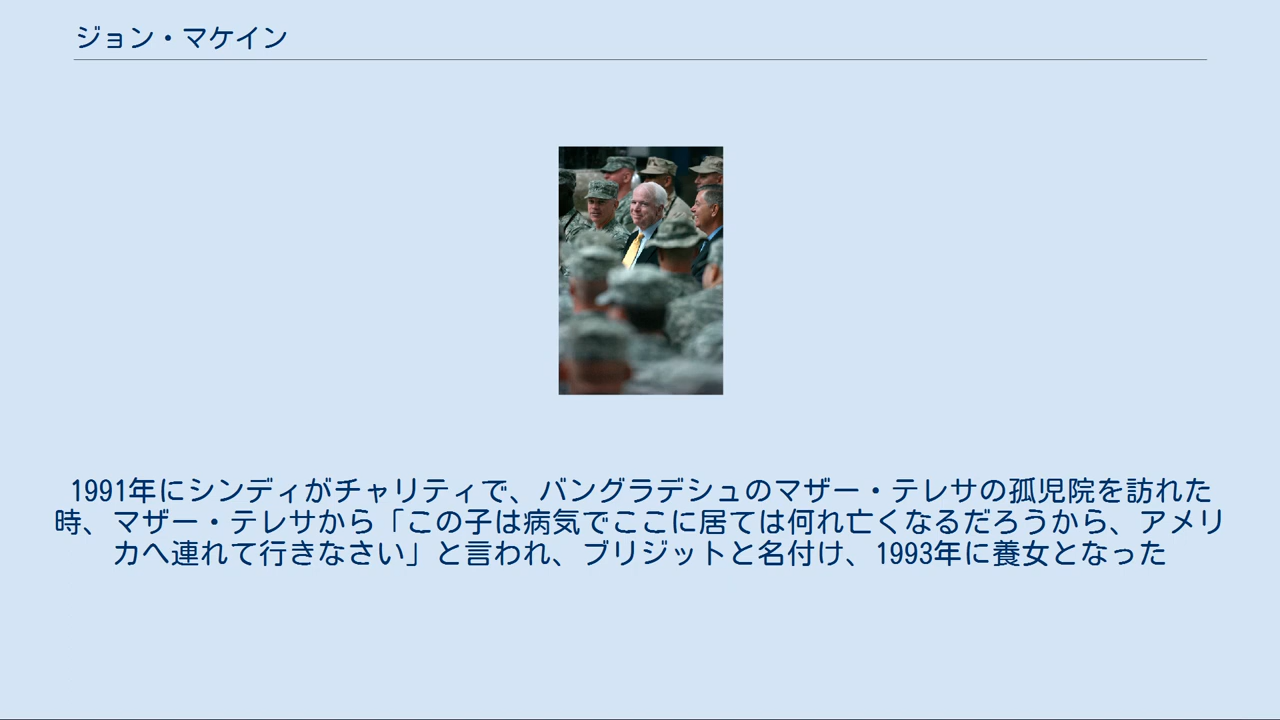 ジョン・マケイン
1991年にシンディがチャリティで、バングラデシュのマザー・テレサの孤児院を訪れた
時、マザー・テレサから「この子は病気でここに居ては何れ亡くなるだろうから、アメリ
カへ連れて行きなさい」と言われ、ブリジットと名付け、1993年に養女となった